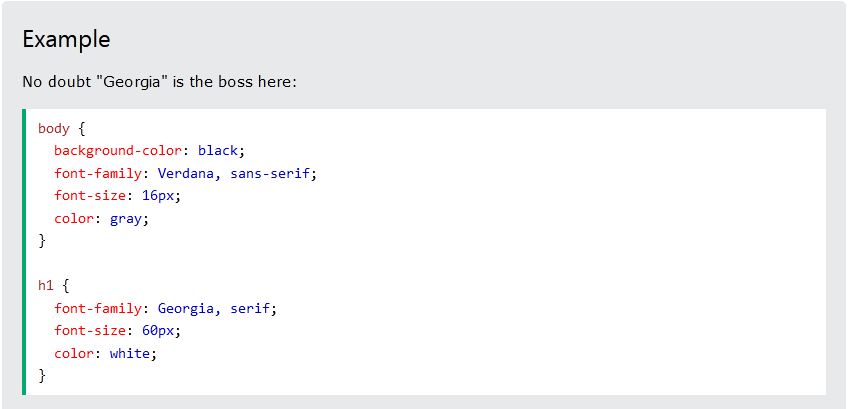 Example
No doubt "Georgia" is the boss here:
body {
  background-color: black;
  font-family: Verdana, sans-serif;
  font-size: 16px;
  color: gray;
}

h1 {
  font-family: Georgia, serif;
  font-size: 60px;
  color: white;
}